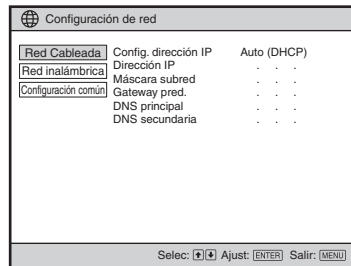 Configuración de red
Red Cableada
Red inalámbrica
Configuración común
Config. dirección IP Auto (DHCP)
Dirección IP . . .
Máscara subred . . .
Gateway pred. . . .
DNS principal . . .
DNS secundaria . . .
Selec: Ajust: ENTER Salir: MENU